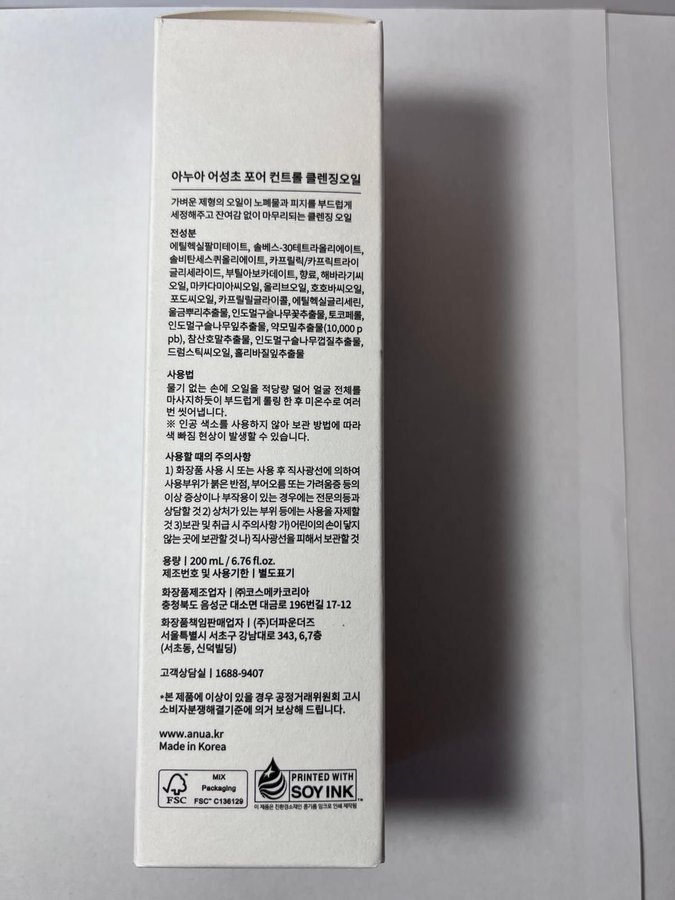 아누아 어성초 포어 컨트롤 클렌징오일
가벼운 제형의 오일이 노폐물과 피지를 부드럽게
세정해주고 잔여감 없이 마무리되는 클렌징 오일
전성분
에틸헥실팔미테이트, 솔베스-30테트라올리에이트,
솔비탄세스퀴올리에이트, 카프릴릭/카프릭트라이
글리세라이드, 부틸아보카데이트, 향료, 해바라기씨
오일, 마카다미아씨오일, 올리브오일, 호호바씨오일,
포도씨오일, 카프릴릴글라이콜, 에틸헥실글리세린,
울금뿌리추출물, 인도멀구슬나무꽃추출물, 토코페롤,
인도멀구슬나무잎추출물, 약모밀추출물(10,000 p
pb), 참산호말추출물, 인도멀구슬나무껍질추출물,
드럼스틱씨오일, 홀리바질잎추출물
사용법
물기 없는 손에 오일을 적당량 덜어 얼굴 전체를
마사지하듯이 부드럽게 롤링 한 후 미온수로 여러
번 씻어냅니다.
※ 인공 색소를 사용하지 않아 보관 방법에 따라
색 빠짐 현상이 발생할 수 있습니다.
사용할 때의 주의사항
1) 화장품 사용 시 또는 사용 후 직사광선에 의하여
사용부위가 붉은 반점, 부어오름 또는 가려움증 등의
이상 증상이나 부작용이 있는 경우에는 전문의등과
상담할 것 2) 상처가 있는 부위 등에는 사용을 자제할
것 3)보관 및 취급 시 주의사항 가)어린이의 손이 닿지
않는 곳에 보관할 것 나) 직사광선을 피해서 보관할 것
용량 | 200 mL / 6.76 fl.oz.
제조번호 및 사용기한 | 별도표기
화장품제조업자 | ㈜코스메카코리아
충청북도 음성군 대소면 대금로 196번길 17-12
화장품책임판매업자 | (주)더파운더즈
서울특별시 서초구 강남대로 343, 6,7층
(서초동, 신덕빌딩)
고객상담실 | 1688-9407
*본 제품에 이상이 있을 경우 공정거래위원회 고시
소비자분쟁해결기준에 의거 보상해 드립니다.
www.anua.kr
Made in Korea
FSC
MIX
Packaging
FSC™ C136129
PRINTED WITH
SOY INK™
이 제품은 친환경소재인 콩기름 잉크로 인쇄 제작됨